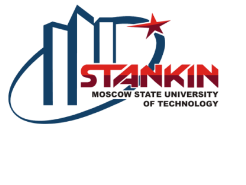 STANKIN
MOSCOW STATE UNIVERSITY
OF TECHNOLOGY